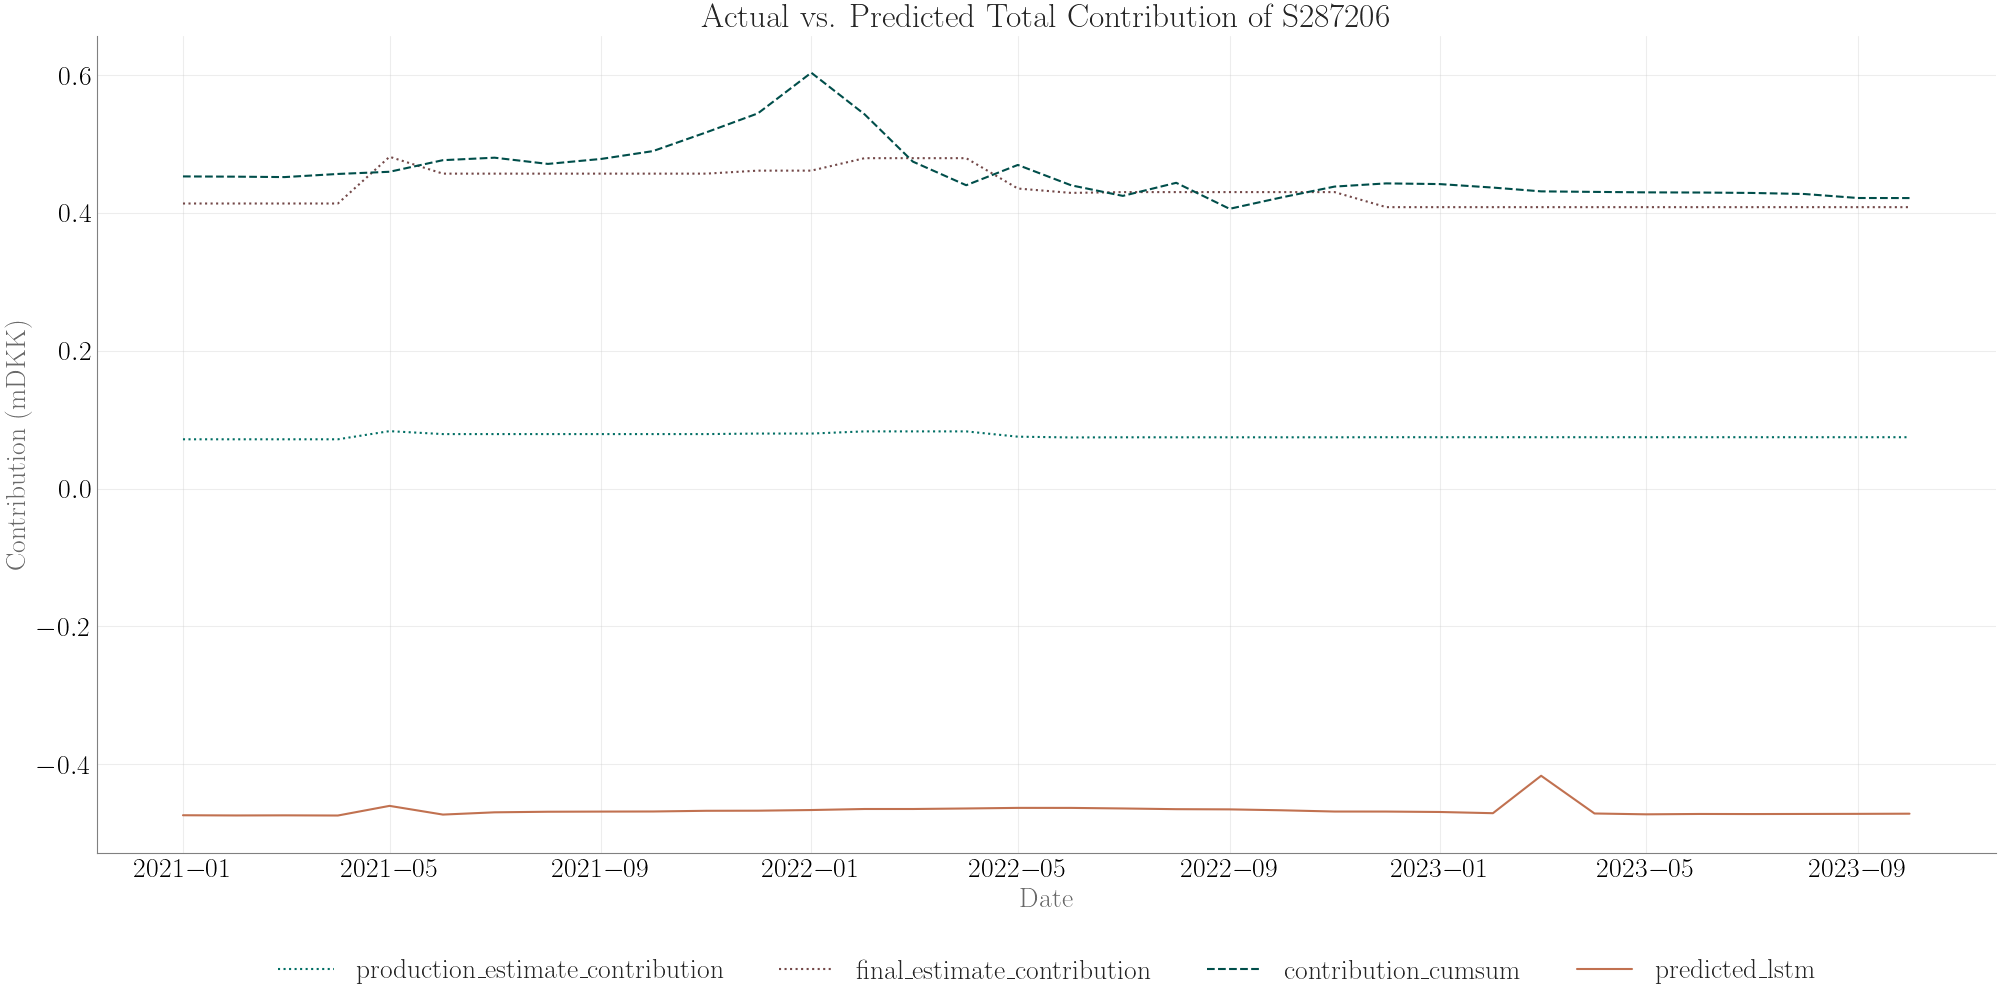 Actual vs. Predicted Total Contribution of S287206
Contribution (mDKK)
0.6
0.4
0.2
0.0
−0.2
−0.4
2021−01 2021−05 2021−09 2022−01 2022−05 2022−09 2023−01 2023−05 2023−09
Date
production_estimate_contribution final_estimate_contribution contribution_cumsum predicted_lstm